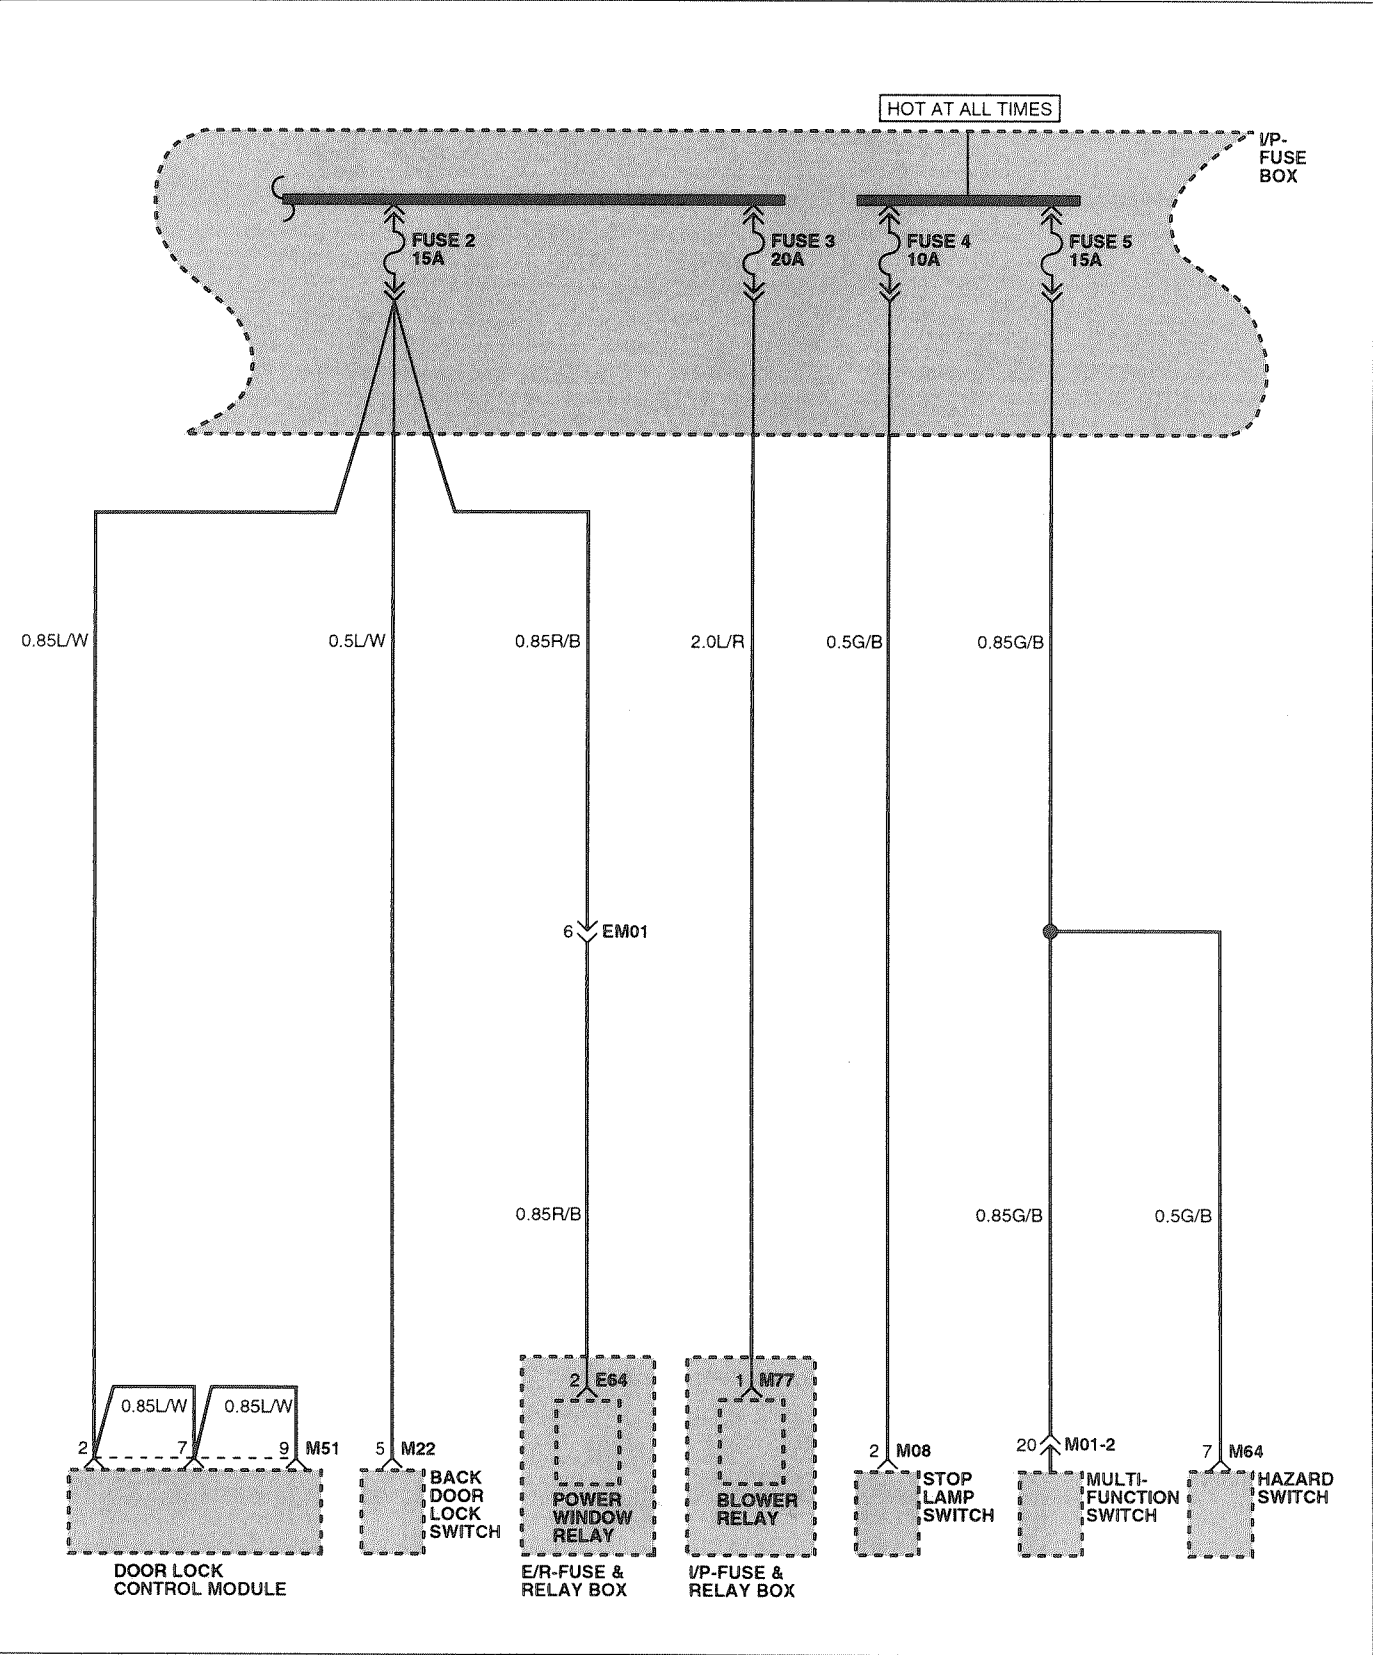 HOT AT ALL TIMES
I/P-
FUSE
BOX
FUSE 2
15A
FUSE 3
20A
FUSE 4
10A
FUSE 5
15A
0.85L/W
0.5L/W
0.85R/B
2.0L/R
0.5G/B
0.85G/B
6 EM01
0.85R/B
0.85G/B
0.5G/B
0.85L/W
0.85L/W
2
7
9 M51
5 M22
2 E64
1 M77
2 M08
20 M01-2
7 M64
DOOR LOCK
CONTROL MODULE
BACK
DOOR
LOCK
SWITCH
POWER
WINDOW
RELAY
E/R-FUSE &
RELAY BOX
BLOWER
RELAY
I/P-FUSE &
RELAY BOX
STOP
LAMP
SWITCH
MULTI-
FUNCTION
SWITCH
HAZARD
SWITCH